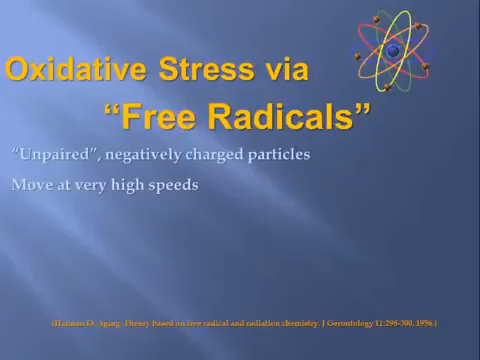 Oxidative Stress via
“Free Radicals”
“Unpaired”, negatively charged particles
Move at very high speeds
(Harman D. Aging: Theory based on free radical and radiation chemistry. J Gerontology 11:298-300, 1956.)